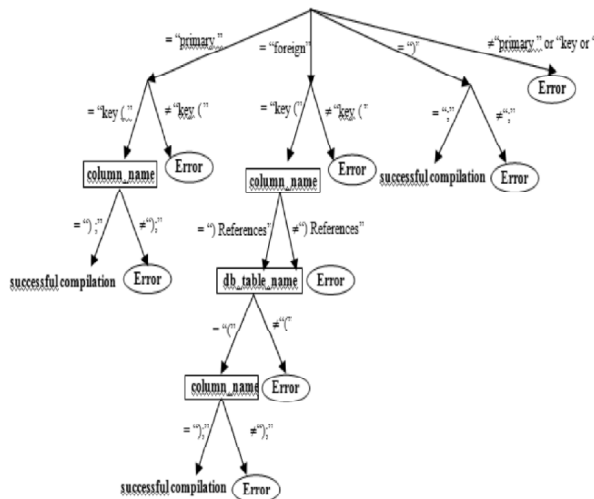 = “primary” = “foreign” = “)” ≠“primary” or “key or “
Error
= “key (” ≠“key (” = “key (” ≠“key (” = “;” ≠“;”
column_name Error column_name Error successful compilation Error
= “) ;” ≠“);” = “) References” ≠“) References”
successful compilation Error db_table_name Error
= “(” ≠“(”
column_name Error
= “);” ≠“);”
successful compilation Error